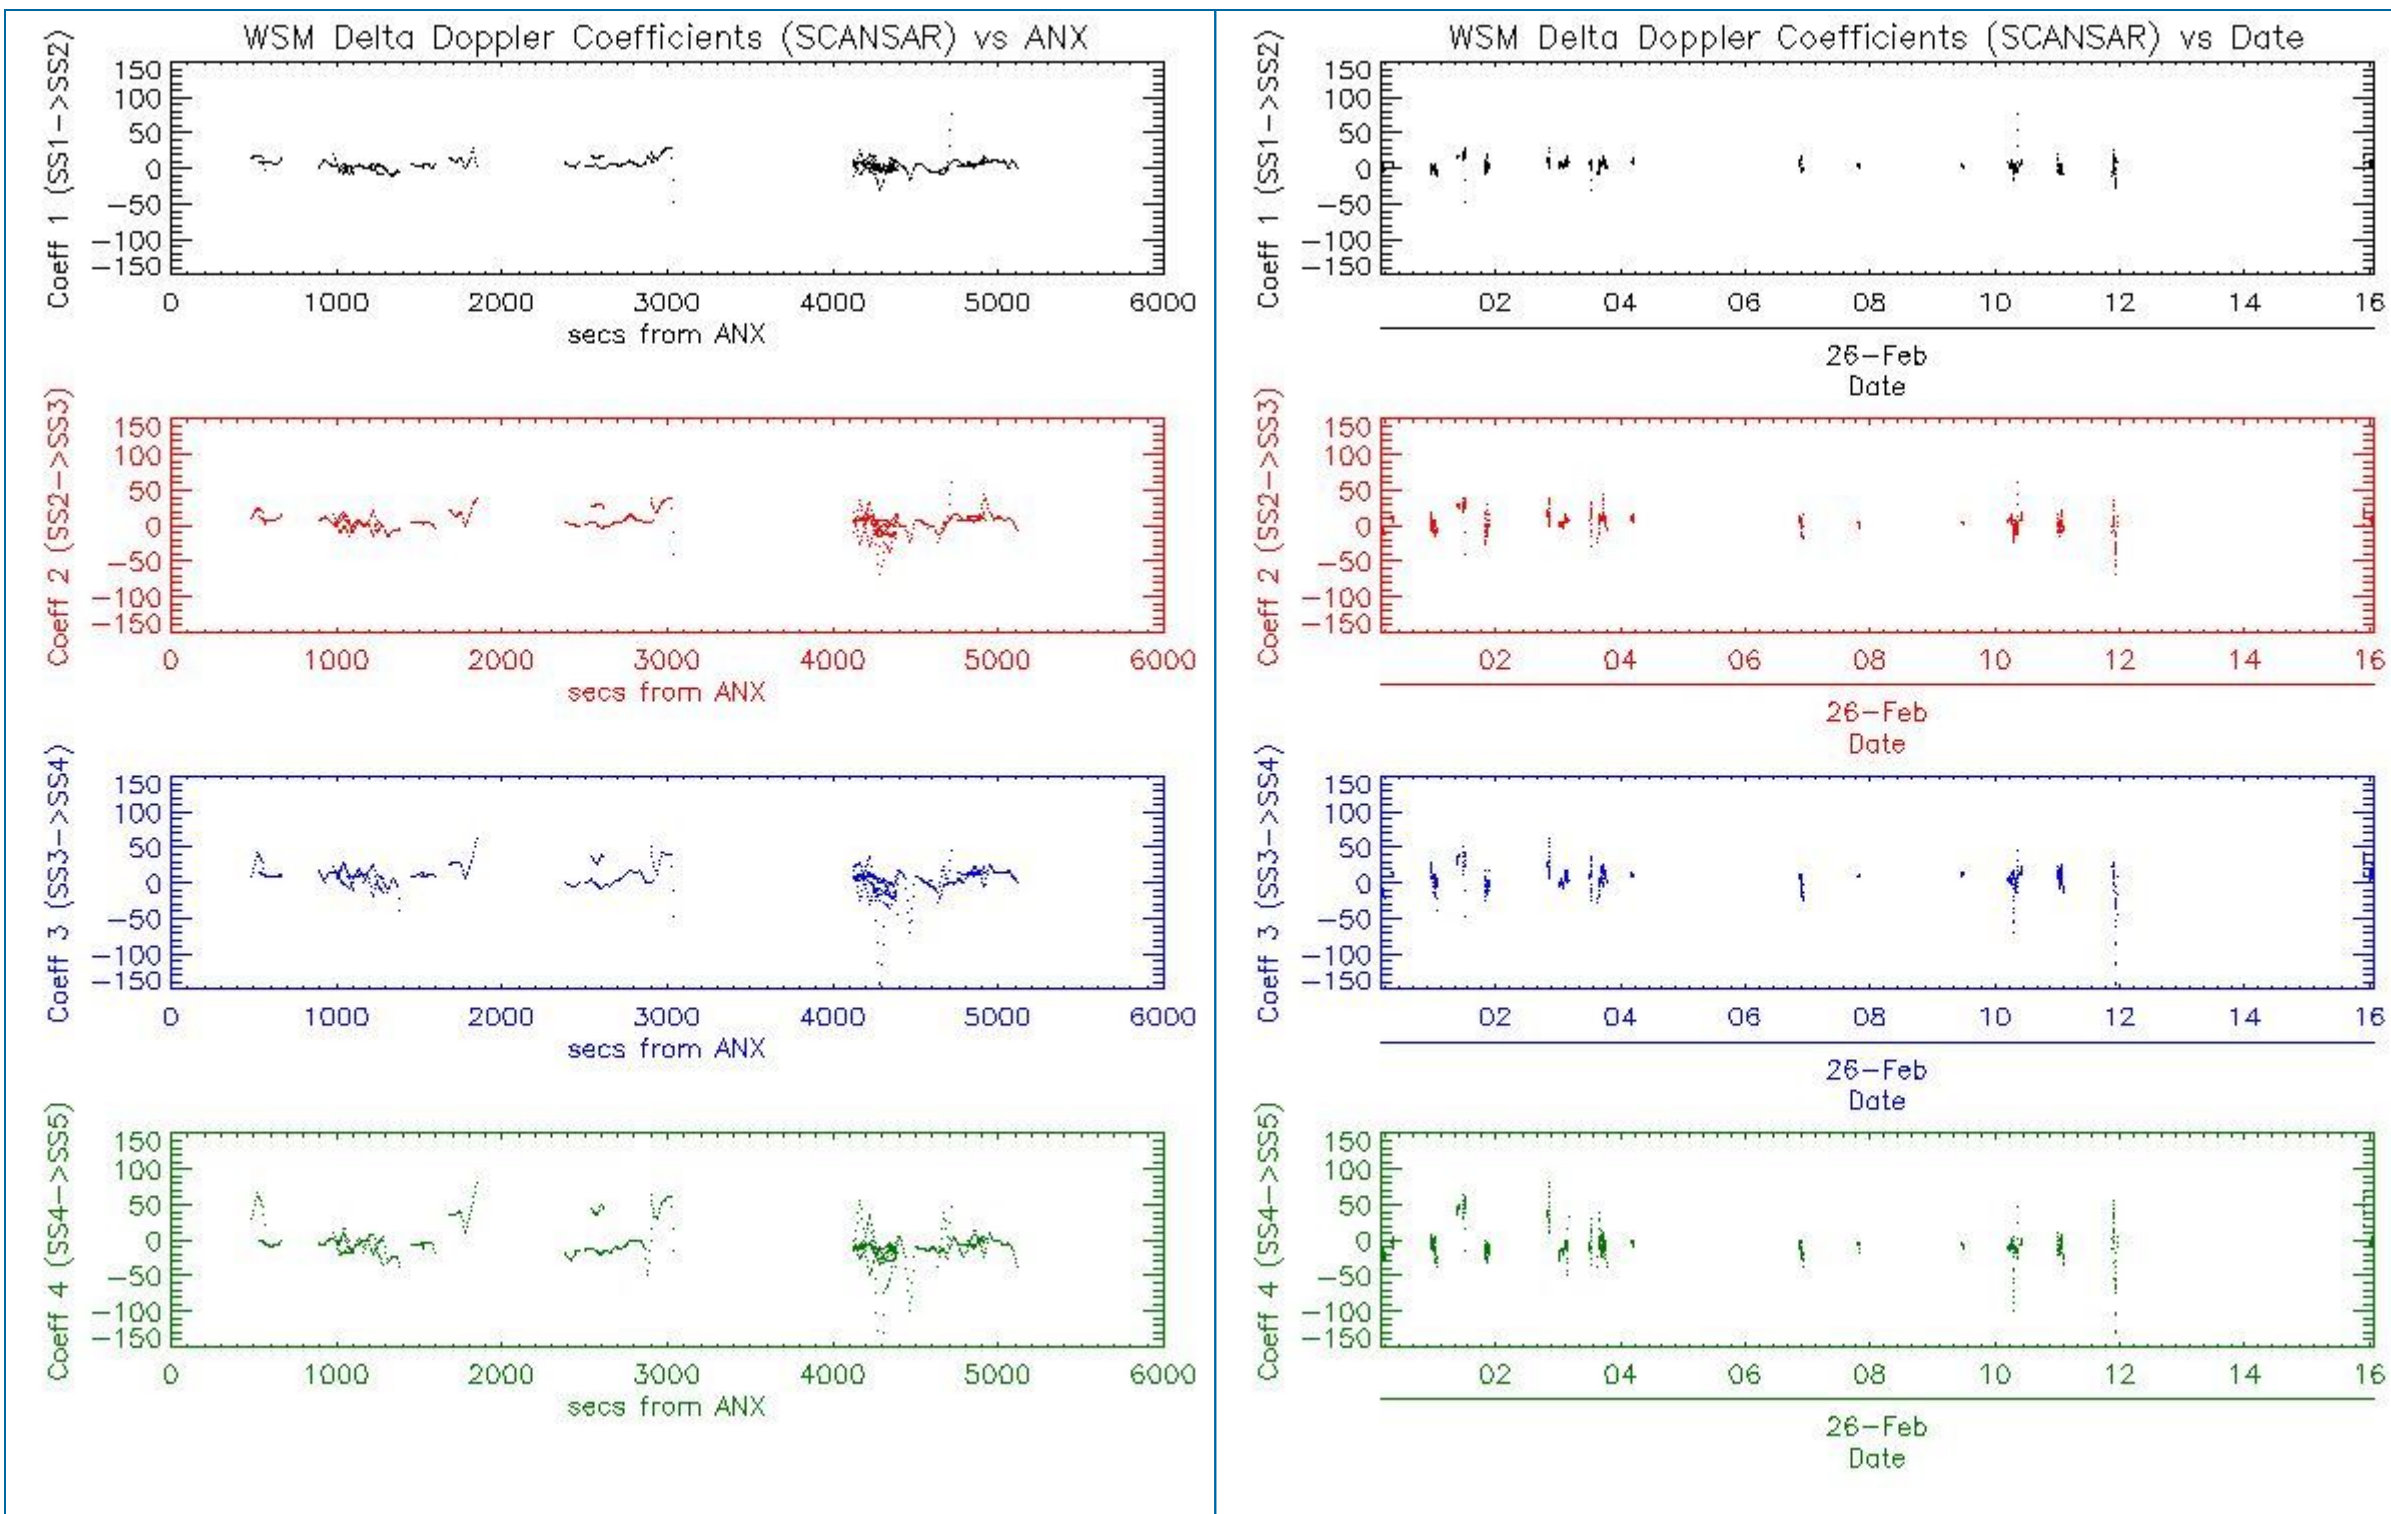 WSM Delta Doppler Coefficients (SCANSAR) vs ANX
Coeff 1 (SS1->SS2)
150
100
50
0
-50
-100
-150
0 1000 2000 3000 4000 5000 6000
secs from ANX
Coeff 2 (SS2->SS3)
150
100
50
0
-50
-100
-150
0 1000 2000 3000 4000 5000 6000
secs from ANX
Coeff 3 (SS3->SS4)
150
100
50
0
-50
-100
-150
0 1000 2000 3000 4000 5000 6000
secs from ANX
Coeff 4 (SS4->SS5)
150
100
50
0
-50
-100
-150
0 1000 2000 3000 4000 5000 6000
secs from ANX
WSM Delta Doppler Coefficients (SCANSAR) vs Date
Coeff 1 (SS1->SS2)
150
100
50
0
-50
-100
-150
02 04 06 08 10 12 14 16
26-Feb
Date
Coeff 2 (SS2->SS3)
150
100
50
0
-50
-100
-150
02 04 06 08 10 12 14 16
26-Feb
Date
Coeff 3 (SS3->SS4)
150
100
50
0
-50
-100
-150
02 04 06 08 10 12 14 16
26-Feb
Date
Coeff 4 (SS4->SS5)
150
100
50
0
-50
-100
-150
02 04 06 08 10 12 14 16
26-Feb
Date